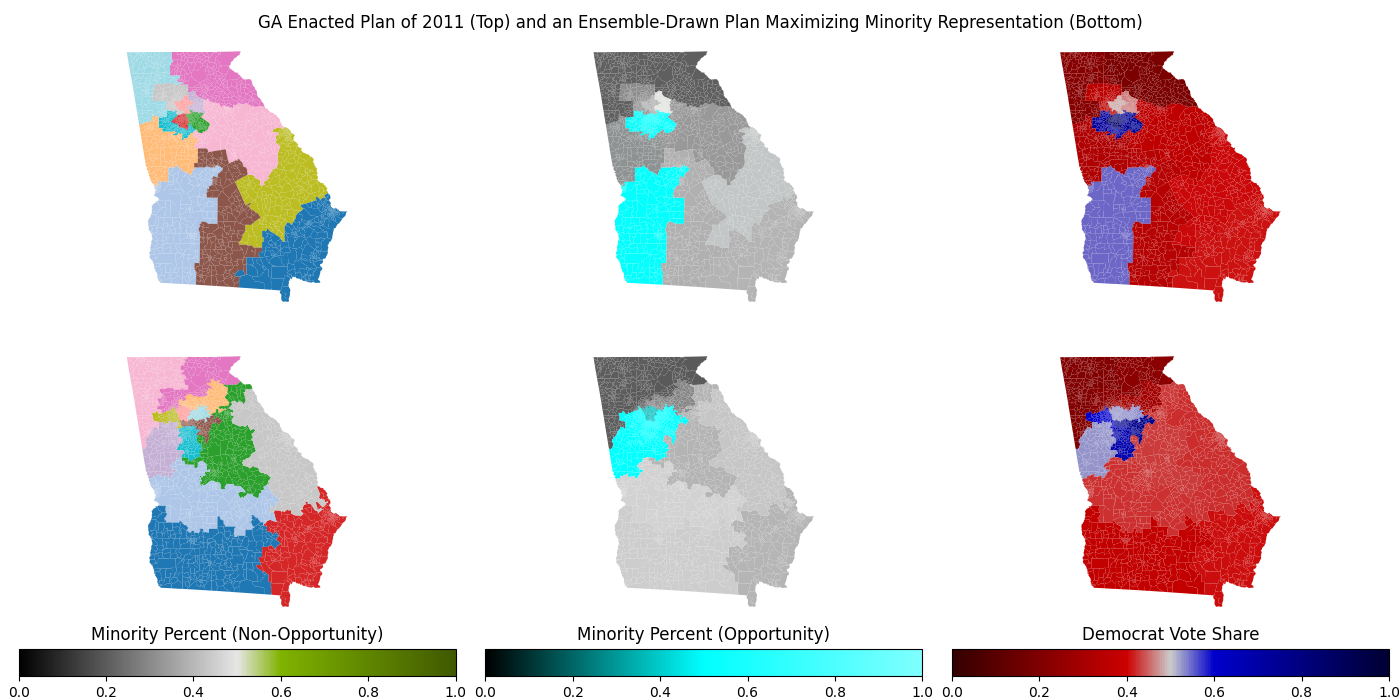 GA Enacted Plan of 2011 (Top) and an Ensemble-Drawn Plan Maximizing Minority Representation (Bottom)
Minority Percent (Non-Opportunity)
0.0 0.2 0.4 0.6 0.8 1.0
Minority Percent (Opportunity)
0.0 0.2 0.4 0.6 0.8 1.0
Democrat Vote Share
0.0 0.2 0.4 0.6 0.8 1.0